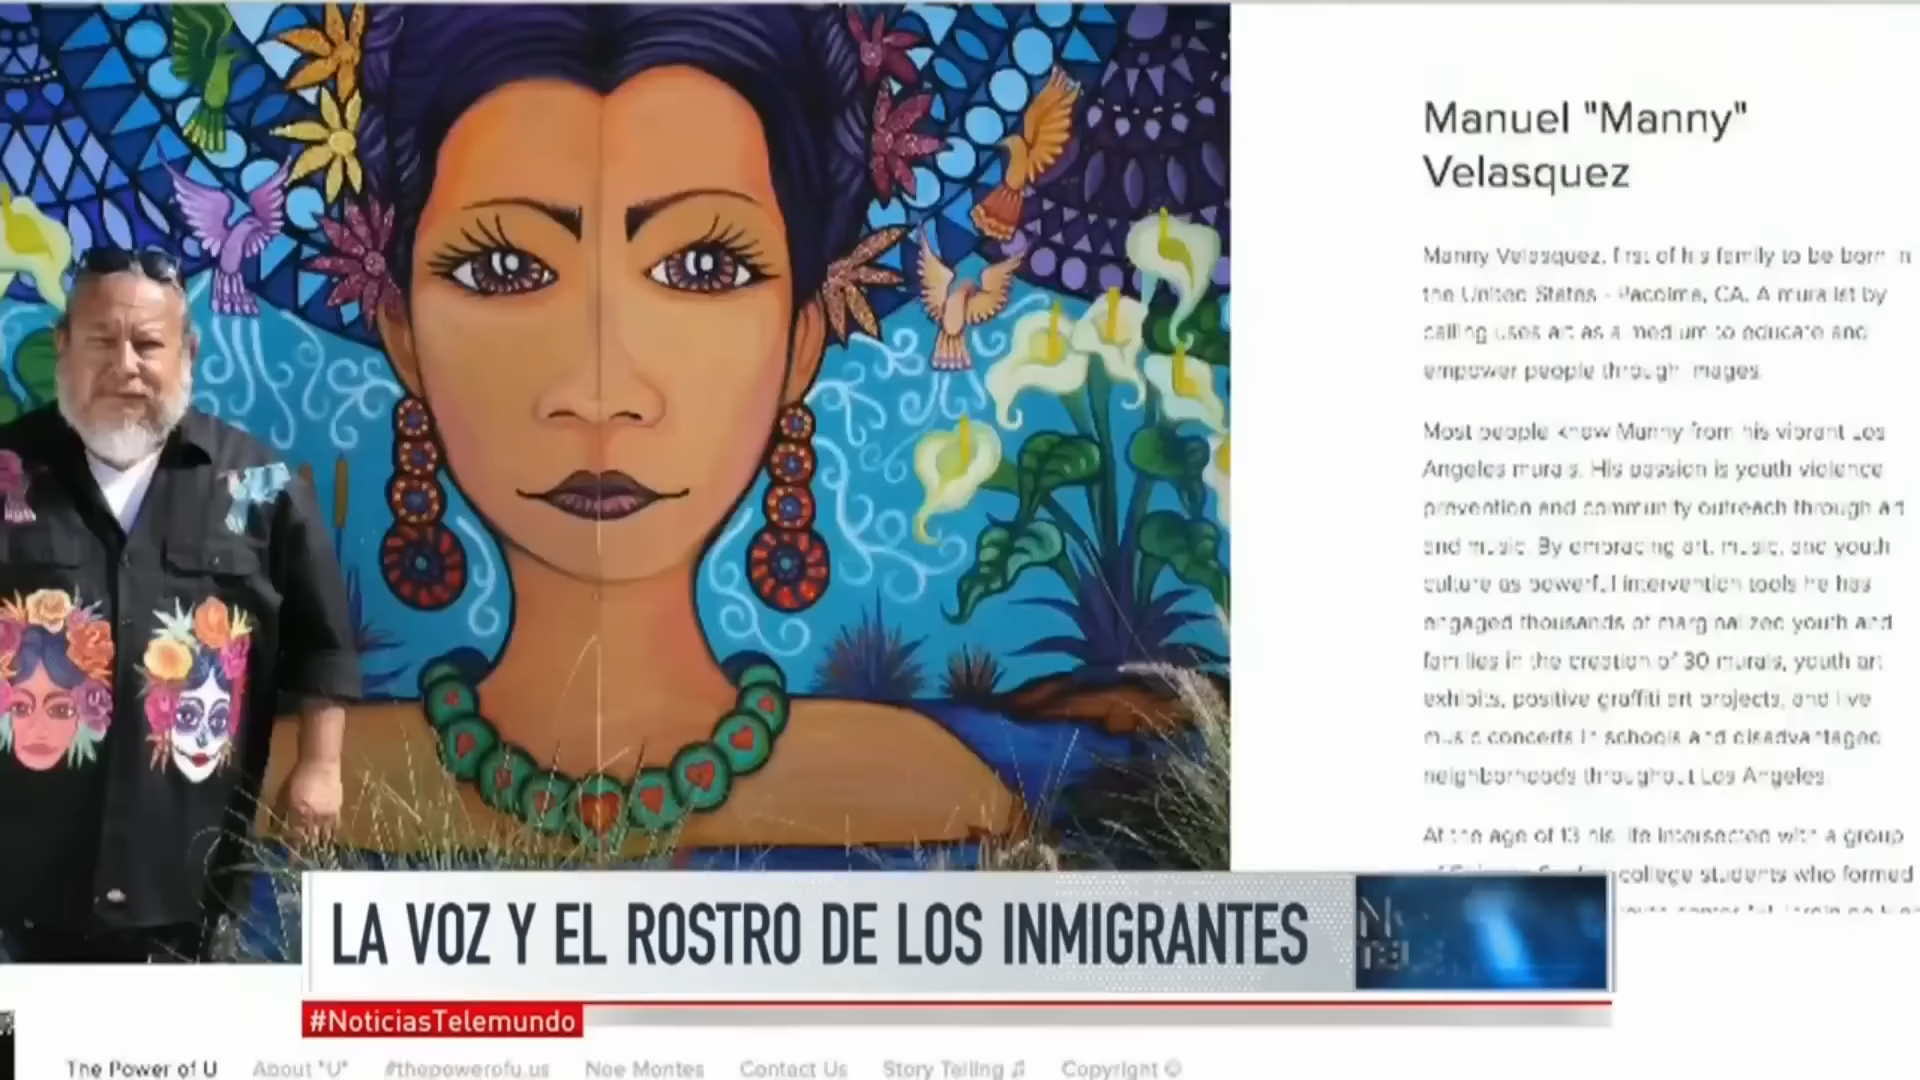 Manuel "Manny"
Velasquez
Manny Velasquez, first of his family to be born in
the United States - Pacoima, CA. A muralist by
calling uses art as a medium to educate and
empower people through images.
Most people know Manny from his vibrant Los
Angeles murals. His passion is youth violence
prevention and community outreach through art
and music. By embracing art, music, and youth
culture as powerful intervention tools he has
engaged thousands of marginalized youth and
families in the creation of 30 murals, youth art
exhibits, positive graffiti art projects, and live
music concerts in schools and disadvantaged
neighborhoods throughout Los Angeles.
At the age of 13 his life intersected with a group
college students who formed
LA VOZ Y EL ROSTRO DE LOS INMIGRANTES
#NoticiasTelemundo
The Power of U About "U" #thepowerofu.us Noe Montes Contact Us Story Telling ♫ Copyright ©